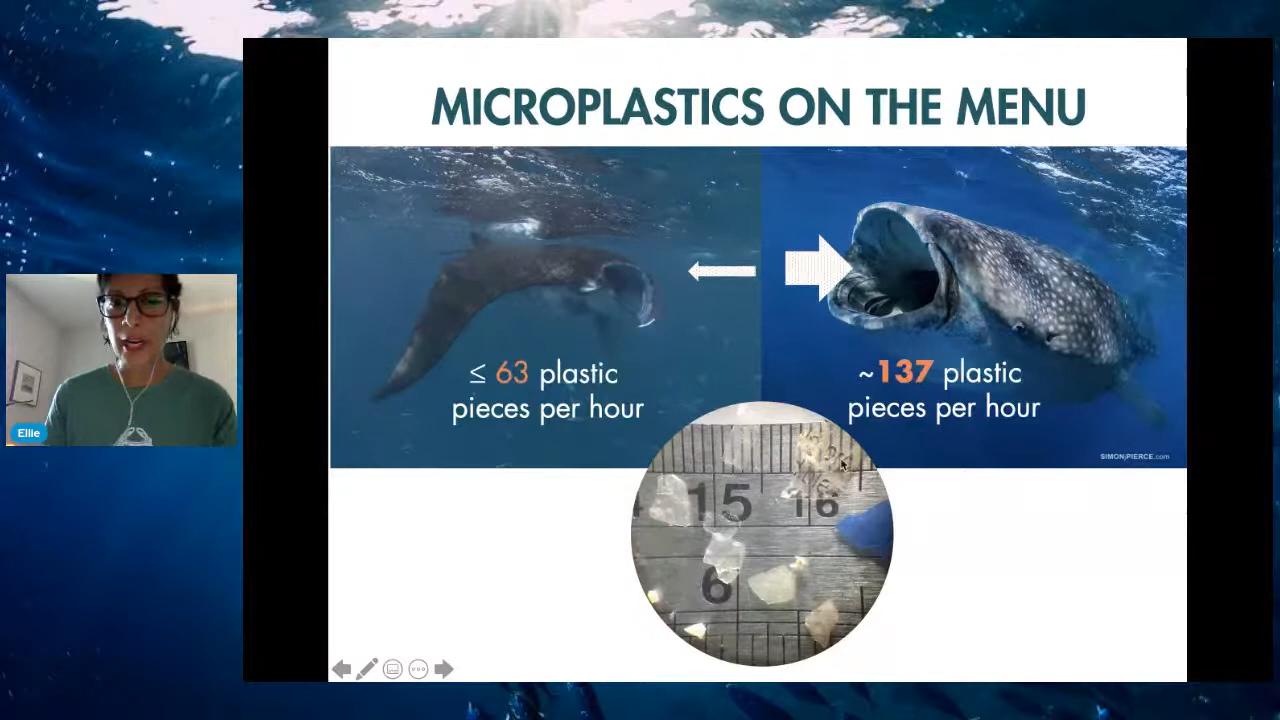 MICROPLASTICS ON THE MENU
≤ 63 plastic
pieces per hour
~137 plastic
pieces per hour
SIMONJPIERCE.com
15 16
6
Ellie